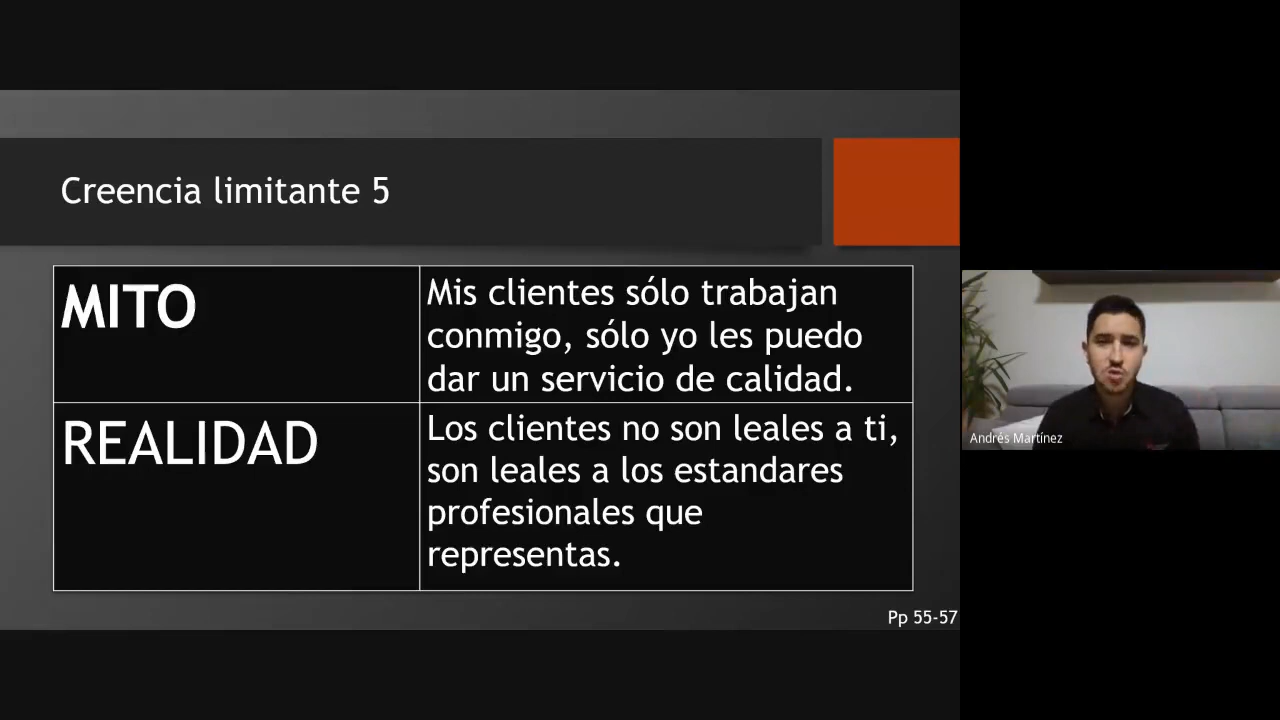 Creencia limitante 5
MITO
Mis clientes sólo trabajan
conmigo, sólo yo les puedo
dar un servicio de calidad.
REALIDAD
Los clientes no son leales a ti,
son leales a los estandares
profesionales que
representas.
Pp 55-57
Andrés Martínez